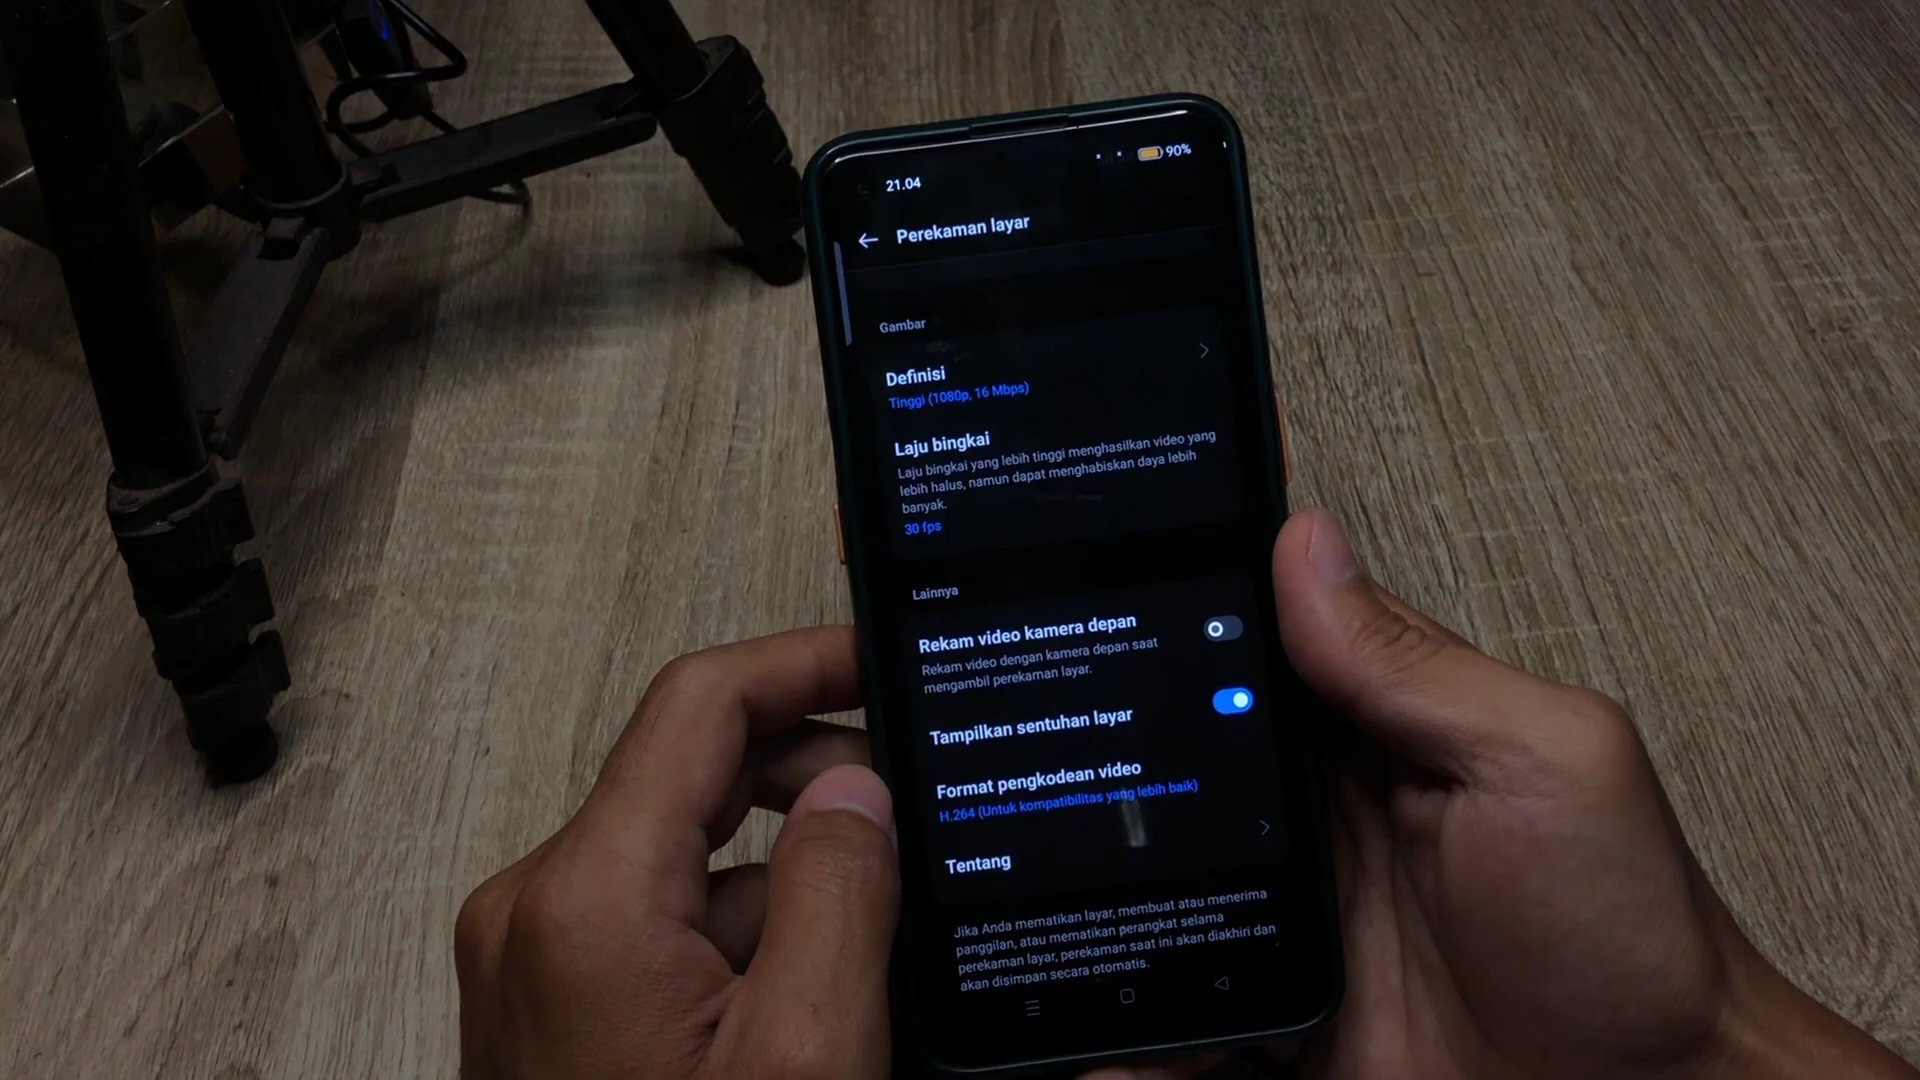 21.04
90%
Perekaman layar
Gambar
Definisi
Tinggi (1080p, 16 Mbps)
Laju bingkai
Laju bingkai yang lebih tinggi menghasilkan video yang
lebih halus, namun dapat menghabiskan daya lebih
banyak.
30 fps
Lainnya
Rekam video kamera depan
Rekam video dengan kamera depan saat
mengambil perekaman layar.
Tampilkan sentuhan layar
Format pengkodean video
H.264 (Untuk kompatibilitas yang lebih baik)
Tentang
Jika Anda mematikan layar, membuat atau menerima
panggilan, atau mematikan perangkat selama
perekaman layar, perekaman saat ini akan diakhiri dan
akan disimpan secara otomatis.